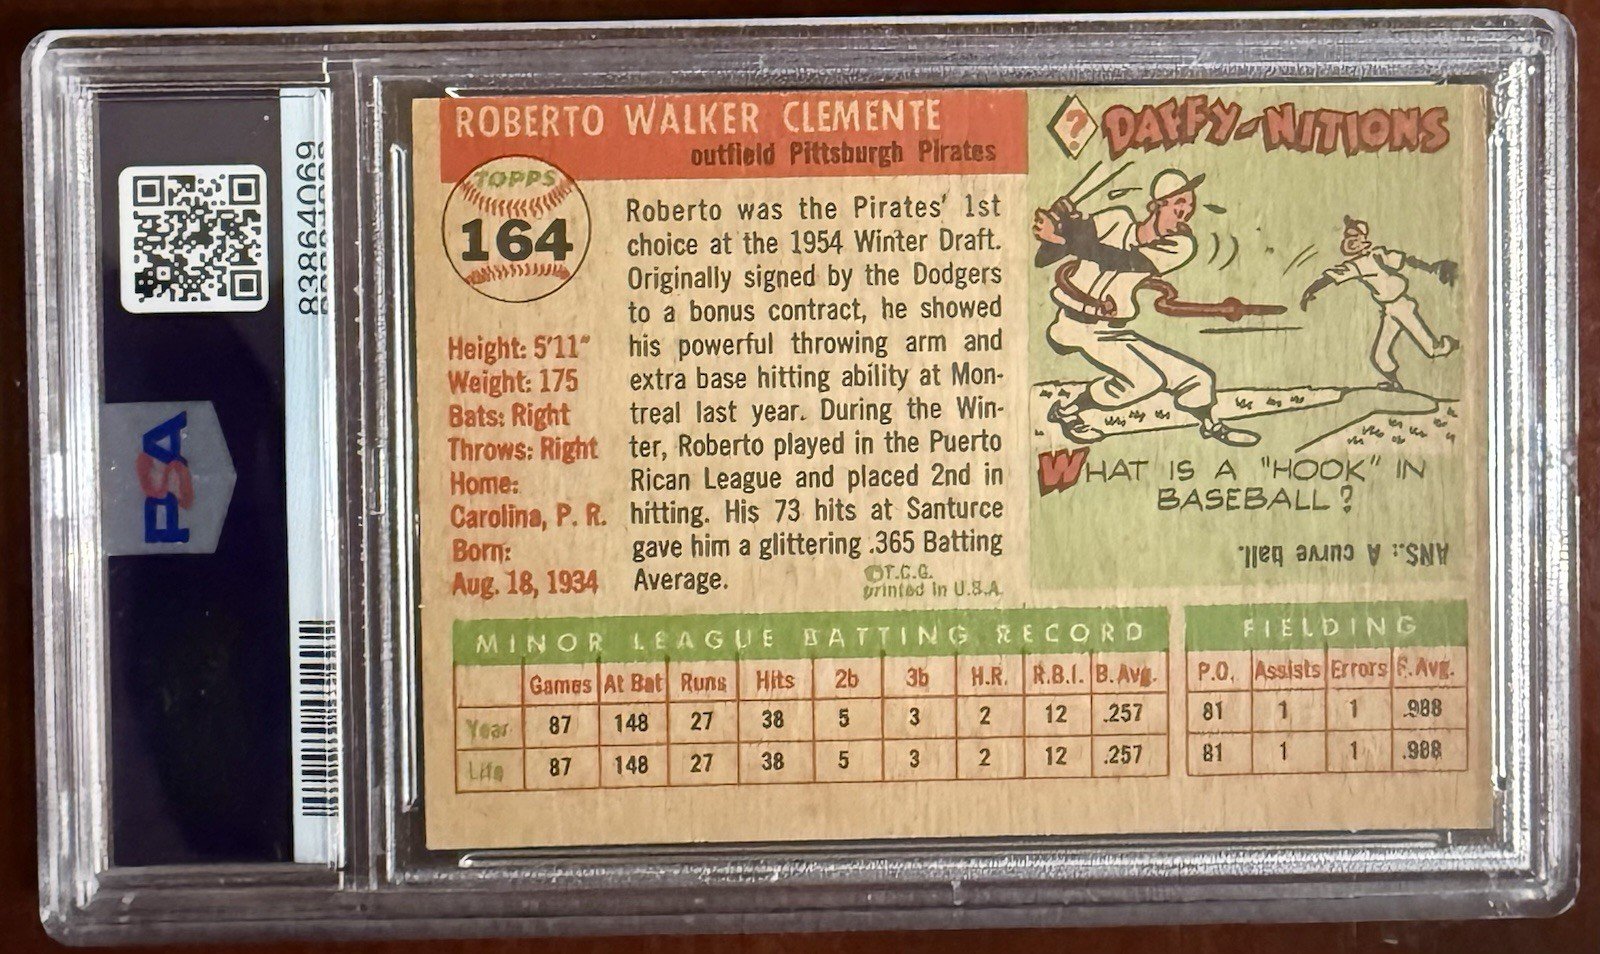 83864069
PSA
ROBERTO WALKER CLEMENTE
outfield Pittsburgh Pirates
TOPPS
164
Height: 5'11"
Weight: 175
Bats: Right
Throws: Right
Home:
Carolina, P. R.
Born:
Aug. 18, 1934
Roberto was the Pirates' 1st
choice at the 1954 Winter Draft.
Originally signed by the Dodgers
to a bonus contract, he showed
his powerful throwing arm and
extra base hitting ability at Mon-
treal last year. During the Win-
ter, Roberto played in the Puerto
Rican League and placed 2nd in
hitting. His 73 hits at Santurce
gave him a glittering .365 Batting
Average.
©T.C.G.
printed in U.S.A.
?
DAFFY-NITIONS
WHAT IS A "HOOK" IN
BASEBALL?
ANS.: A curve ball.
MINOR LEAGUE BATTING RECORD
Games At Bat Runs Hits 2b 3b H.R. R.B.I. B. Avg.
Year 87 148 27 38 5 3 2 12 .257
Life 87 148 27 38 5 3 2 12 .257
FIELDING
P.O. Assists Errors F. Avg.
81 1 1 .988
81 1 1 .988